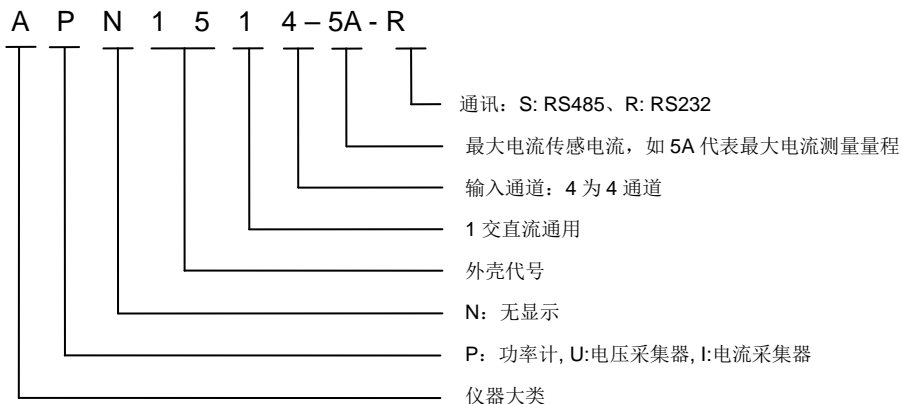 A P N 1 5 1 4 – 5A - R
通讯：S: RS485、R: RS232
最大电流传感电流，如 5A 代表最大电流测量量程
输入通道：4 为 4 通道
1 交直流通用
外壳代号
N：无显示
P：功率计, U:电压采集器, I:电流采集器
仪器大类